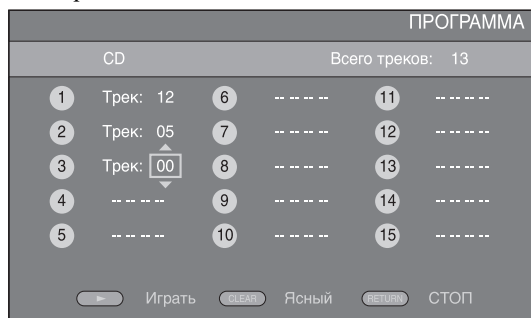 ПРОГРАММА
CD Всего треков: 13
1 Трек: 12 6 -- -- -- -- 11 -- -- -- --
2 Трек: 05 7 -- -- -- -- 12 -- -- -- --
3 Трек: 00 8 -- -- -- -- 13 -- -- -- --
4 -- -- -- -- 9 -- -- -- -- 14 -- -- -- --
5 -- -- -- -- 10 -- -- -- -- 15 -- -- -- --
Играть CLEAR Ясный RETURN СТОП